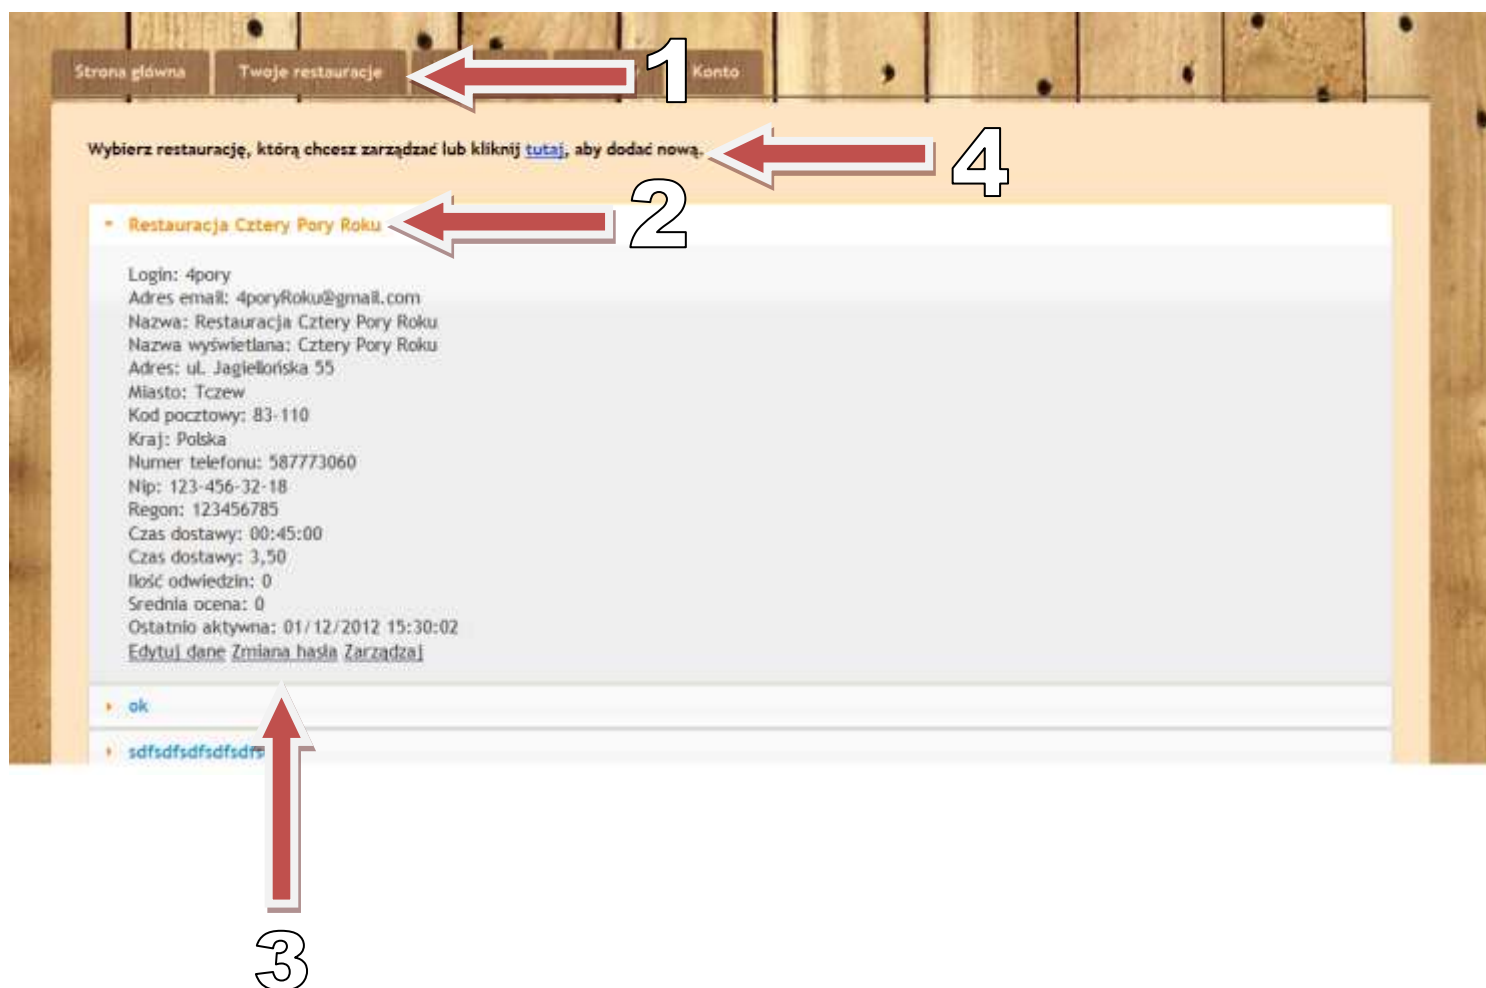 Strona główna Twoje restauracje Konto
1
Wybierz restaurację, którą chcesz zarządzać lub kliknij tutaj, aby dodać nową.
4
Restauracja Cztery Pory Roku
2
Login: 4pory
Adres email: 4poryRoku@gmail.com
Nazwa: Restauracja Cztery Pory Roku
Nazwa wyświetlana: Cztery Pory Roku
Adres: ul. Jagiellońska 55
Miasto: Tczew
Kod pocztowy: 83-110
Kraj: Polska
Numer telefonu: 587773060
Nip: 123-456-32-18
Regon: 123456785
Czas dostawy: 00:45:00
Czas dostawy: 3,50
Ilość odwiedzin: 0
Srednia ocena: 0
Ostatnio aktywna: 01/12/2012 15:30:02
Edytuj dane Zmiana hasła Zarządzaj
ok
3